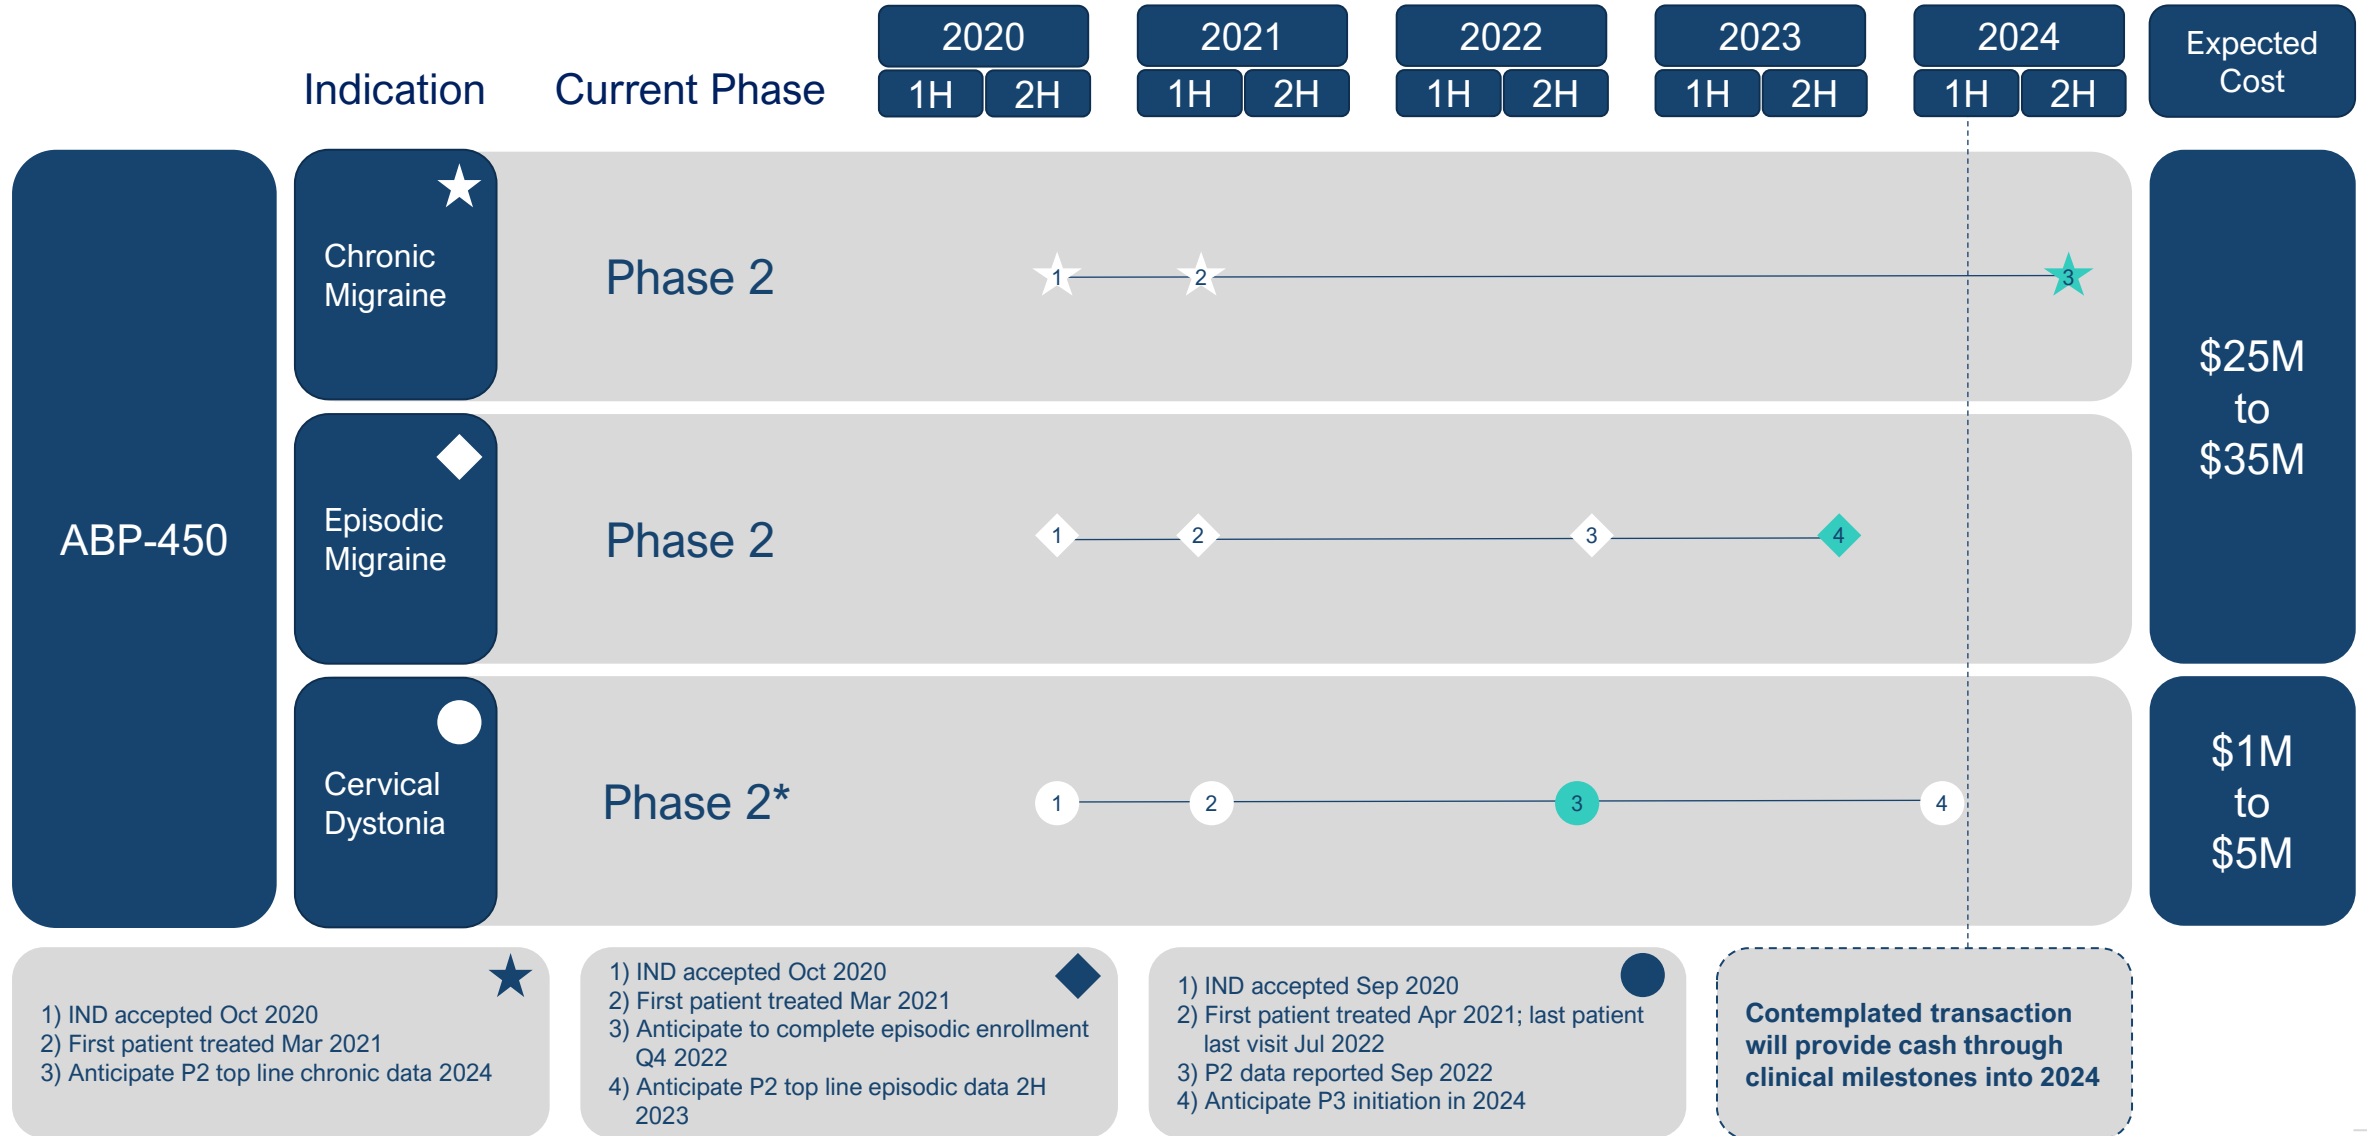 2020
2021
2022
2023
2024
Expected
Cost
Indication
Current Phase
1H
2H
1H
2H
1H
2H
1H
2H
1H
2H
ABP-450
Chronic
Migraine
Phase 2
1
2
3
$25M
to
$35M
Episodic
Migraine
Phase 2
1
2
3
4
Cervical
Dystonia
Phase 2*
1
2
3
4
$1M
to
$5M
1) IND accepted Oct 2020
2) First patient treated Mar 2021
3) Anticipate P2 top line chronic data 2024
1) IND accepted Oct 2020
2) First patient treated Mar 2021
3) Anticipate to complete episodic enrollment
Q4 2022
4) Anticipate P2 top line episodic data 2H
2023
1) IND accepted Sep 2020
2) First patient treated Apr 2021; last patient
last visit Jul 2022
3) P2 data reported Sep 2022
4) Anticipate P3 initiation in 2024
Contemplated transaction
will provide cash through
clinical milestones into 2024